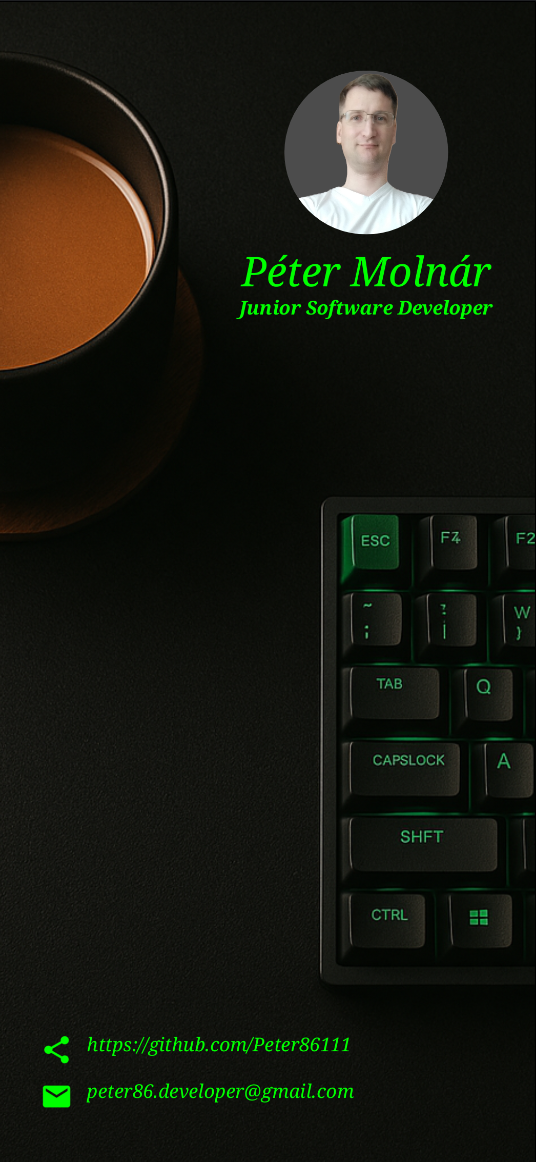 Péter Molnár
Junior Software Developer
ESC F4 F2
~ ; ? | W }
TAB Q
CAPSLOCK A
SHFT
CTRL
https://github.com/Peter86111
peter86.developer@gmail.com